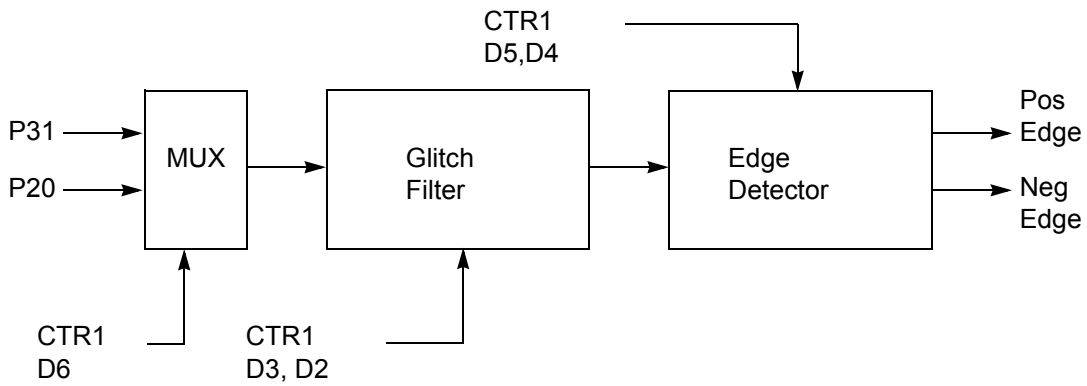 CTR1
D5,D4
P31
P20
MUX
Glitch
Filter
Edge
Detector
Pos
Edge
Neg
Edge
CTR1
D6
CTR1
D3, D2